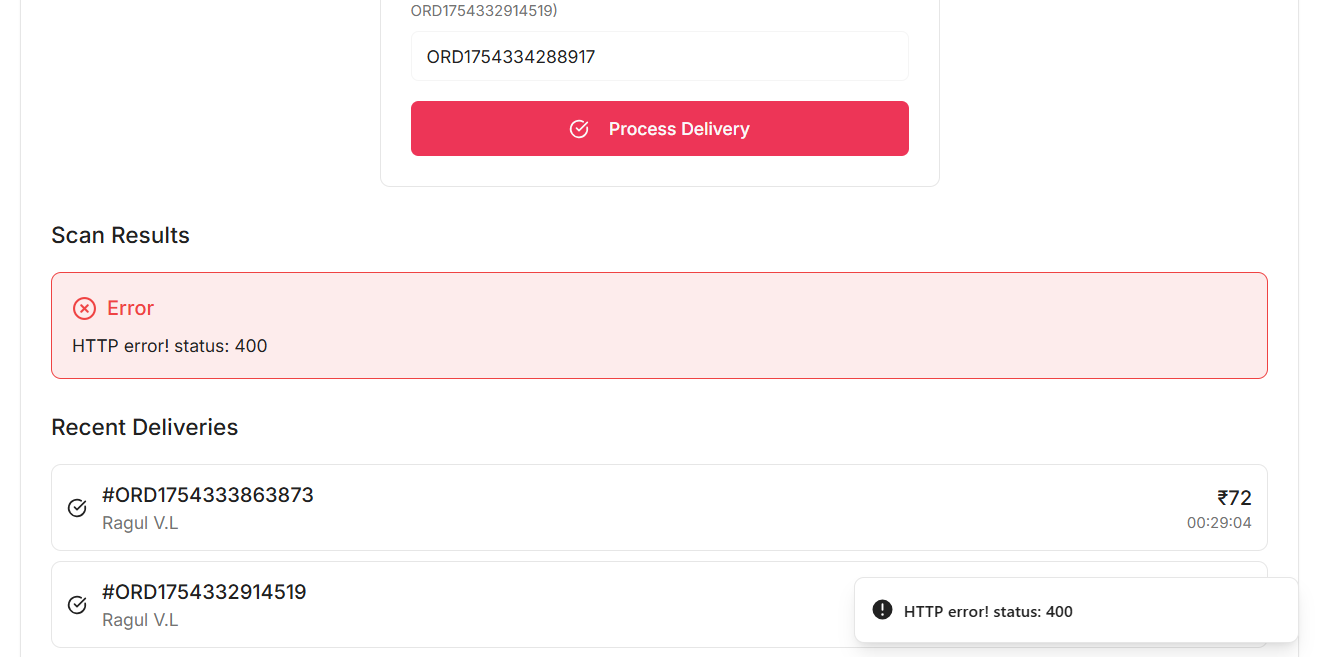 ORD1754332914519)
ORD1754334288917
Process Delivery
Scan Results
Error
HTTP error! status: 400
Recent Deliveries
#ORD1754333863873
Ragul V.L
₹72
00:29:04
#ORD1754332914519
Ragul V.L
HTTP error! status: 400